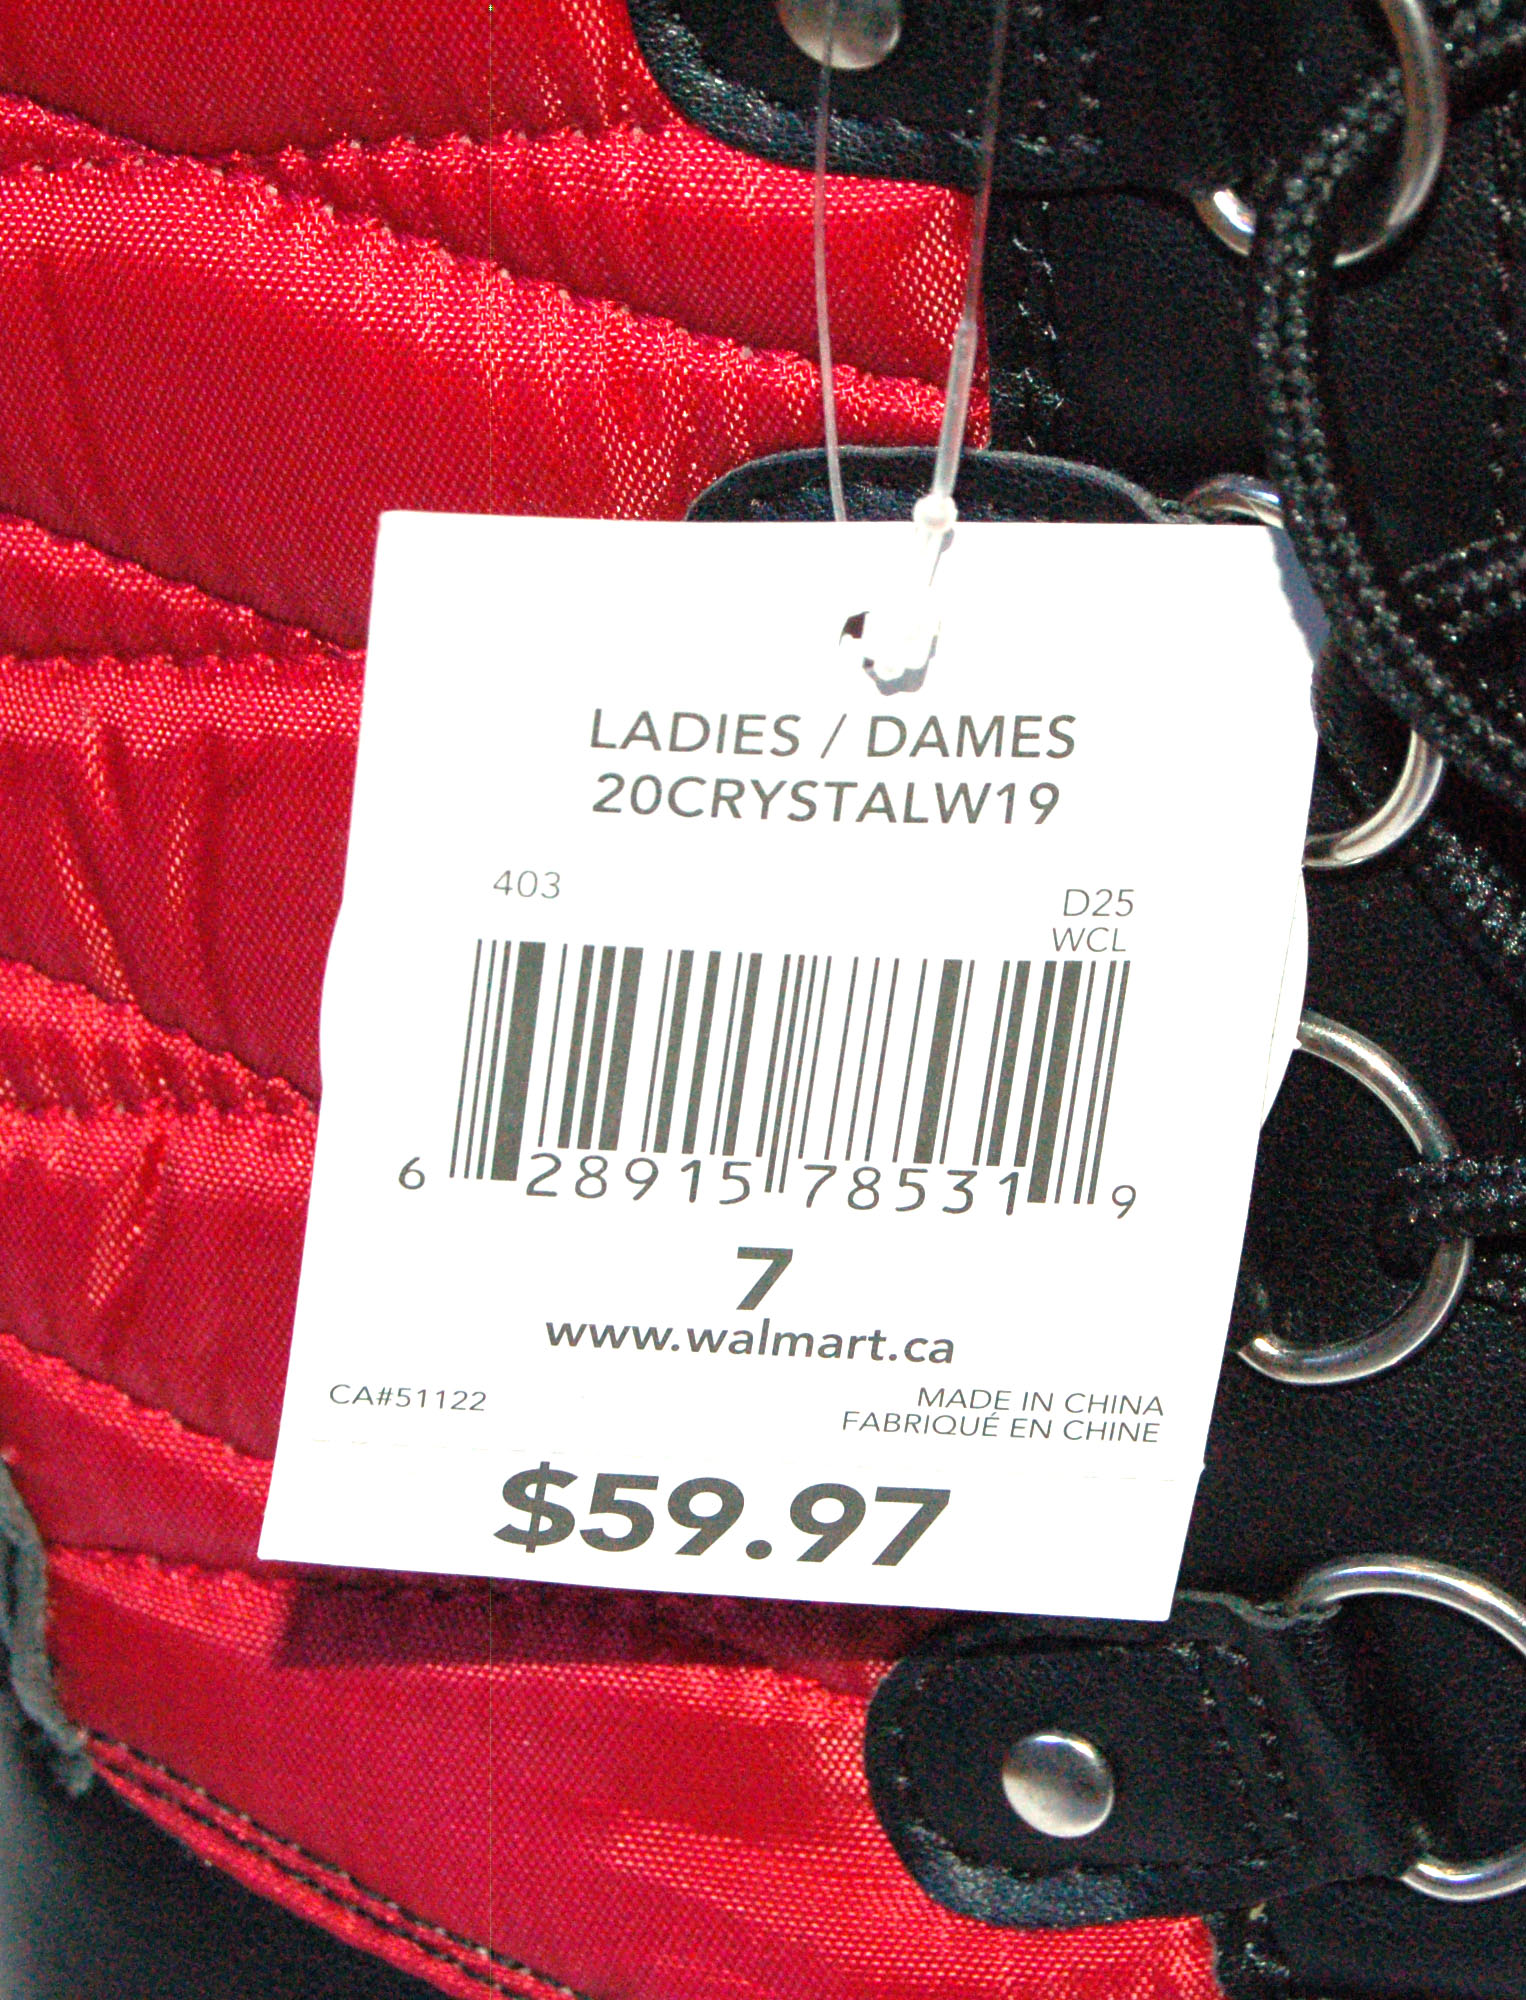 LADIES / DAMES
20CRYSTALW19
403
D25
WCL
6 28915 78531 9
7
www.walmart.ca
CA#51122
MADE IN CHINA
FABRIQUÉ EN CHINE
$59.97